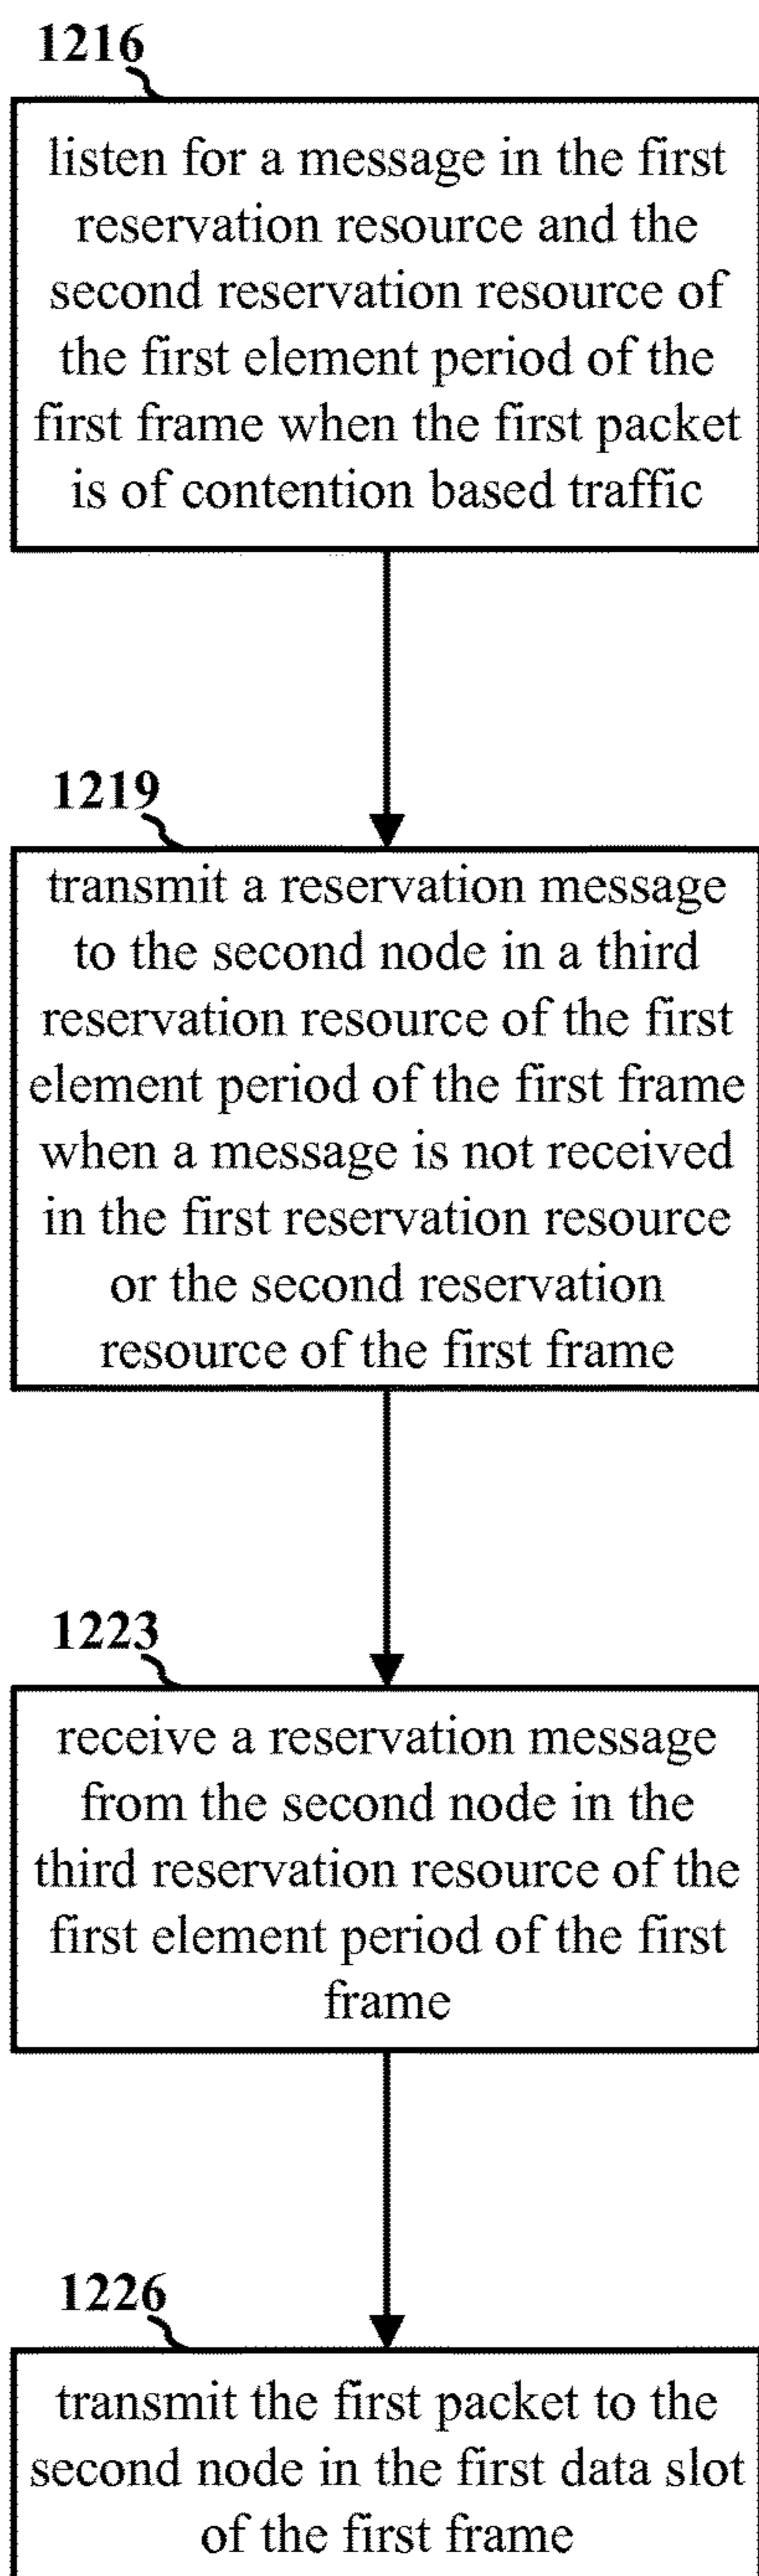 1216
listen for a message in the first
reservation resource and the
second reservation resource of
the first element period of the
first frame when the first packet
is of contention based traffic
1219
transmit a reservation message
to the second node in a third
reservation resource of the first
element period of the first frame
when a message is not received
in the first reservation resource
or the second reservation
resource of the first frame
1223
receive a reservation message
from the second node in the
third reservation resource of the
first element period of the first
frame
1226
transmit the first packet to the
second node in the first data slot
of the first frame